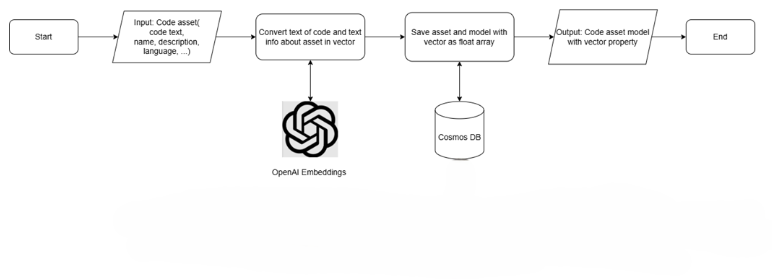 Start
Input: Code asset(
code text,
name, description,
language, ...)
Convert text of code and text
info about asset in vector
Save asset and model with
vector as float array
Output: Code asset model
with vector property
End
OpenAI Embeddings
Cosmos DB